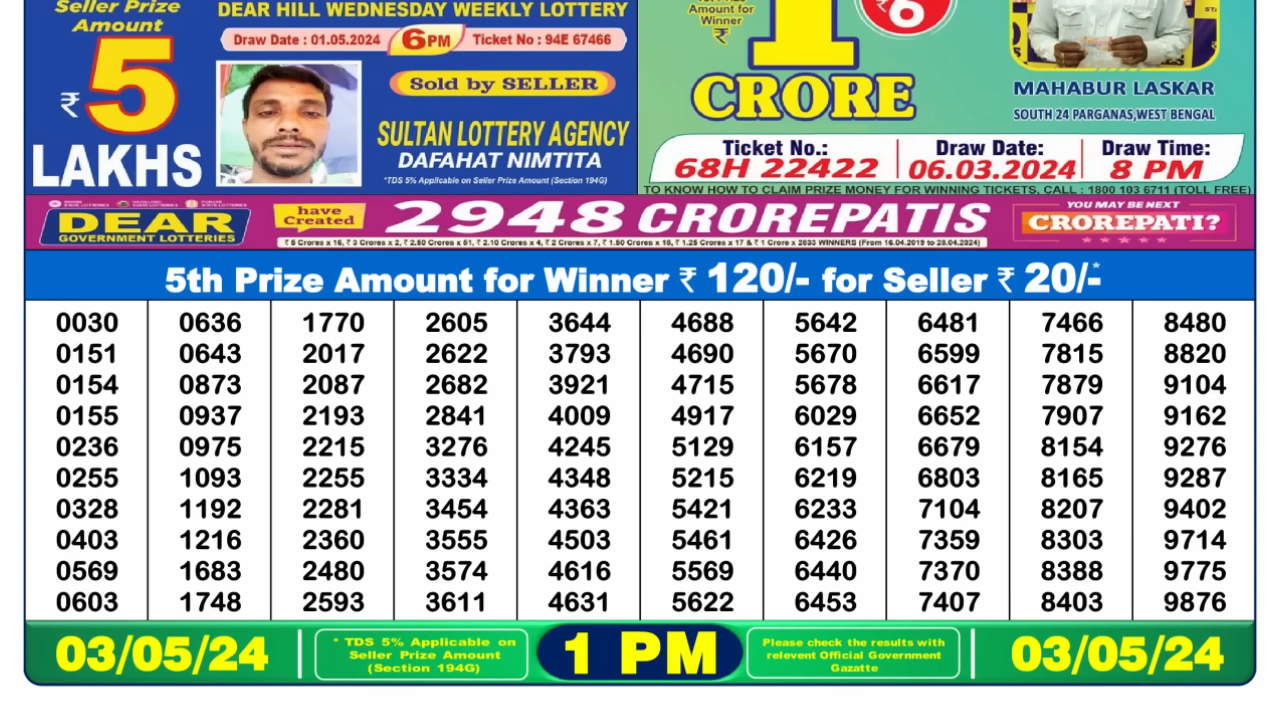 Seller Prize
Amount
₹ 5
LAKHS
DEAR HILL WEDNESDAY WEEKLY LOTTERY
Draw Date : 01.05.2024 6PM Ticket No : 94E 67466
Sold by SELLER
SULTAN LOTTERY AGENCY
DAFAHAT NIMTITA
*TDS 5% Applicable on Seller Prize Amount (Section 194G)
Amount for
Winner
₹
1
CRORE
₹6
MAHABUR LASKAR
SOUTH 24 PARGANAS,WEST BENGAL
Ticket No.: Draw Date: Draw Time:
68H 22422 06.03.2024 8 PM
TO KNOW HOW TO CLAIM PRIZE MONEY FOR WINNING TICKETS, CALL : 1800 103 6711 (TOLL FREE)
DEAR
GOVERNMENT LOTTERIES
have
Created
2948 CROREPATIS
YOU MAY BE NEXT
CROREPATI?
5th Prize Amount for Winner ₹ 120/- for Seller ₹ 20/-*
0030 0636 1770 2605 3644 4688 5642 6481 7466 8480
0151 0643 2017 2622 3793 4690 5670 6599 7815 8820
0154 0873 2087 2682 3921 4715 5678 6617 7879 9104
0155 0937 2193 2841 4009 4917 6029 6652 7907 9162
0236 0975 2215 3276 4245 5129 6157 6679 8154 9276
0255 1093 2255 3334 4348 5215 6219 6803 8165 9287
0328 1192 2281 3454 4363 5421 6233 7104 8207 9402
0403 1216 2360 3555 4503 5461 6426 7359 8303 9714
0569 1683 2480 3574 4616 5569 6440 7370 8388 9775
0603 1748 2593 3611 4631 5622 6453 7407 8403 9876
03/05/24
* TDS 5% Applicable on
Seller Prize Amount
(Section 194G)
1 PM
Please check the results with
relevent Official Government
Gazatte
03/05/24